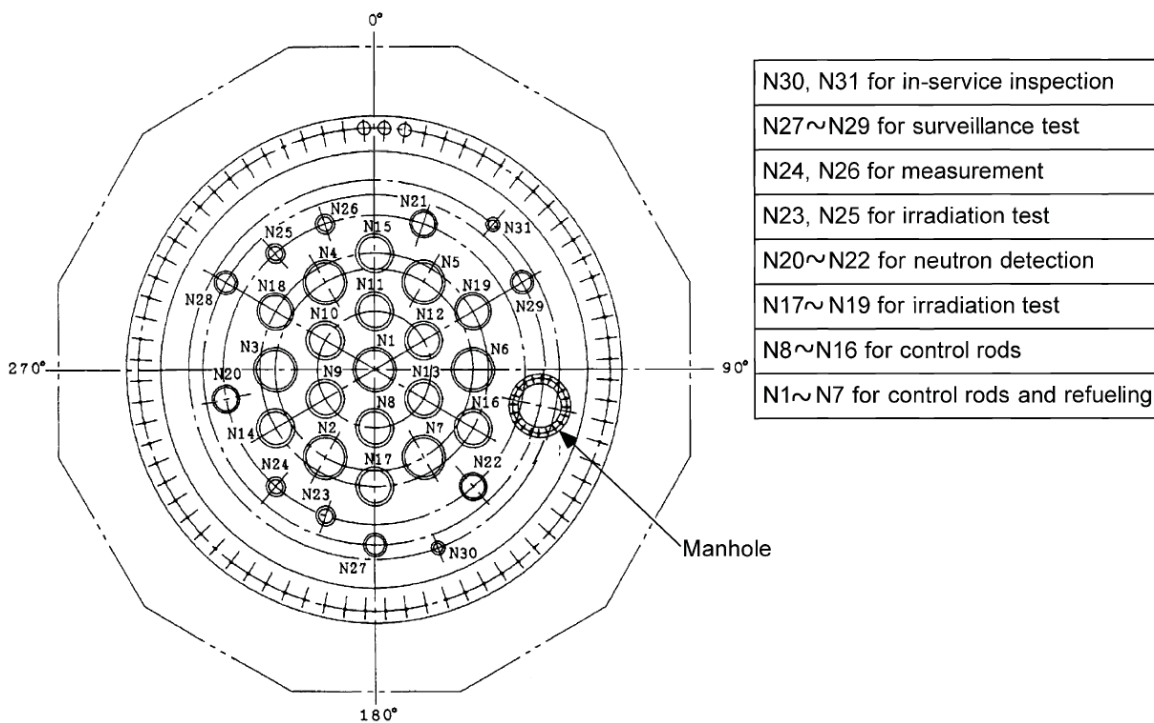 0°
N30, N31 for in-service inspection
N27～N29 for surveillance test
N24, N26 for measurement
N23, N25 for irradiation test
N20～N22 for neutron detection
N17～N19 for irradiation test
N8～N16 for control rods
N1～N7 for control rods and refueling
N26
N21
N31
N25
N15
N4
N5
N28
N18
N11
N19
N29
N10
N12
N3
N1
N6
270°
90°
N20
N9
N13
N8
N16
N14
N2
N7
N24
N17
N22
N23
N27
N30
Manhole
180°